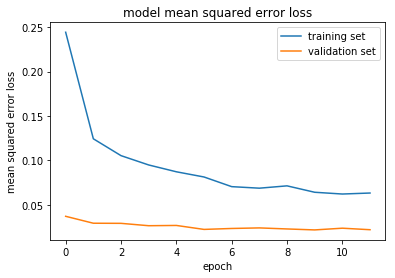 model mean squared error loss
training set
validation set
0.25
0.20
0.15
0.10
0.05
mean squared error loss
0 2 4 6 8 10
epoch